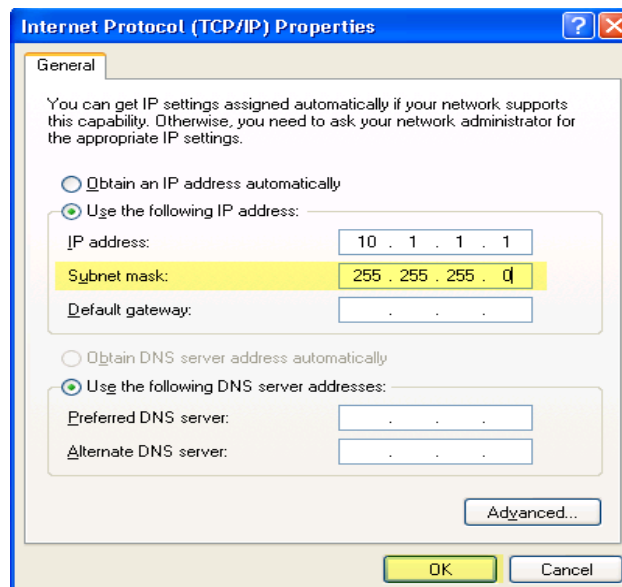 Internet Protocol (TCP/IP) Properties
General
You can get IP settings assigned automatically if your network supports
this capability. Otherwise, you need to ask your network administrator for
the appropriate IP settings.
Obtain an IP address automatically
Use the following IP address:
IP address: 10 . 1 . 1 . 1
Subnet mask: 255 . 255 . 255 . 0
Default gateway: . . .
Obtain DNS server address automatically
Use the following DNS server addresses:
Preferred DNS server: . . .
Alternate DNS server: . . .
Advanced...
OK Cancel